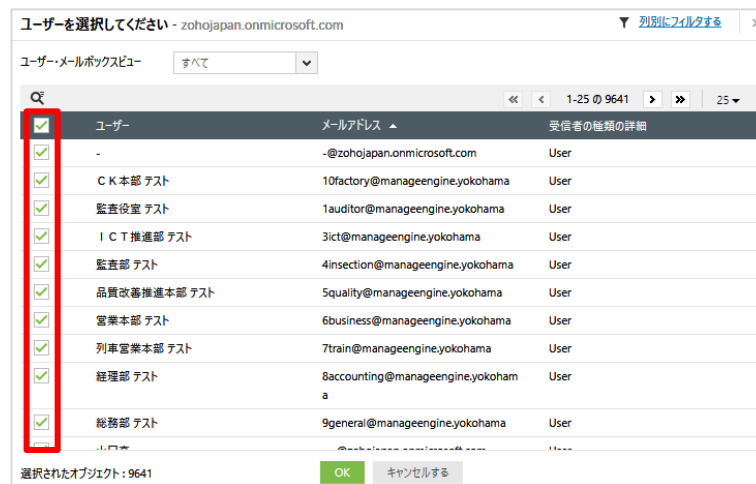 ユーザーを選択してください - zohojapan.onmicrosoft.com 列別にフィルタする
ユーザー・メールボックスビュー すべて
1-25 の 9641 25
ユーザー メールアドレス 受信者の種類の詳細
- -@zohojapan.onmicrosoft.com User
ＣＫ本部 テスト 10factory@manageengine.yokohama User
監査役室 テスト 1auditor@manageengine.yokohama User
ＩＣＴ推進部 テスト 3ict@manageengine.yokohama User
監査部 テスト 4insection@manageengine.yokohama User
品質改善推進本部 テスト 5quality@manageengine.yokohama User
営業本部 テスト 6business@manageengine.yokohama User
列車営業本部 テスト 7train@manageengine.yokohama User
経理部 テスト 8accounting@manageengine.yokoham User
a
総務部 テスト 9general@manageengine.yokohama User
選択されたオブジェクト : 9641 OK キャンセルする